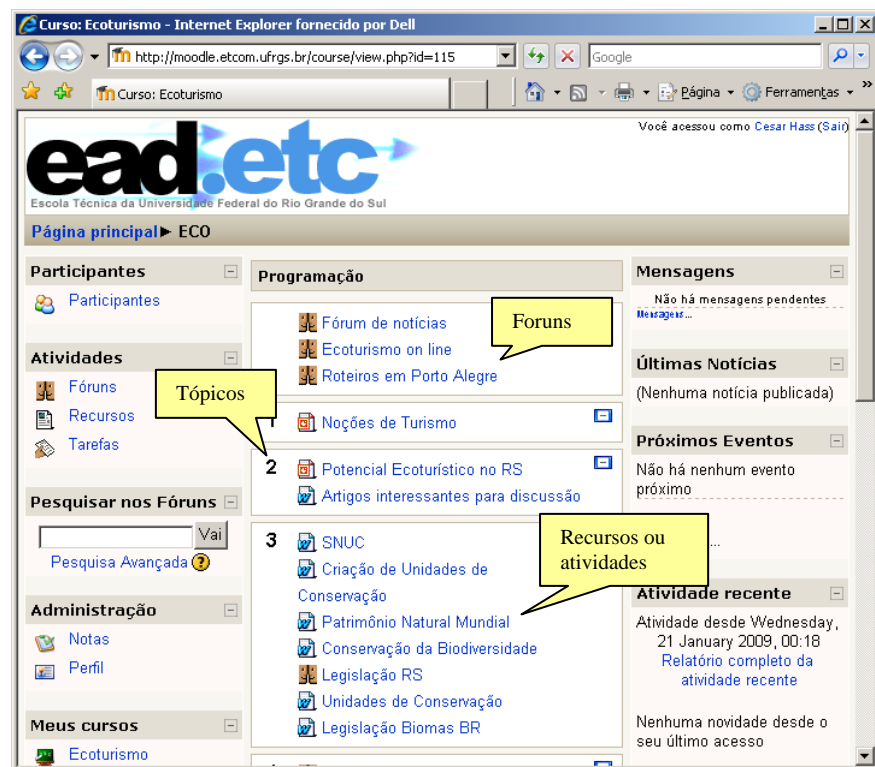 Curso: Ecoturismo - Internet Explorer fornecido por Dell
http://moodle.etcom.ufrgs.br/course/view.php?id=115
Google
Curso: Ecoturismo
Página
Ferramentas
»
Você acessou como Cesar Hass (Sair)
ead.etc
Escola Técnica da Universidade Federal do Rio Grande do Sul
Página principal► ECO
Participantes
Participantes
Atividades
Fóruns
Recursos
Tarefas
Pesquisar nos Fóruns
Vai
Pesquisa Avançada ?
Administração
Notas
Perfil
Meus cursos
Ecoturismo
Programação
Fórum de notícias
Ecoturismo on line
Roteiros em Porto Alegre
Foruns
Tópicos
1 Noções de Turismo
2 Potencial Ecoturístico no RS
Artigos interessantes para discussão
3 SNUC
Criação de Unidades de
Conservação
Patrimônio Natural Mundial
Conservação da Biodiversidade
Legislação RS
Unidades de Conservação
Legislação Biomas BR
Recursos ou
atividades
Mensagens
Não há mensagens pendentes
Mensagens...
Últimas Notícias
(Nenhuma notícia publicada)
Próximos Eventos
Não há nenhum evento
próximo
...
Atividade recente
Atividade desde Wednesday,
21 January 2009, 00:18
Relatório completo da
atividade recente
Nenhuma novidade desde o
seu último acesso